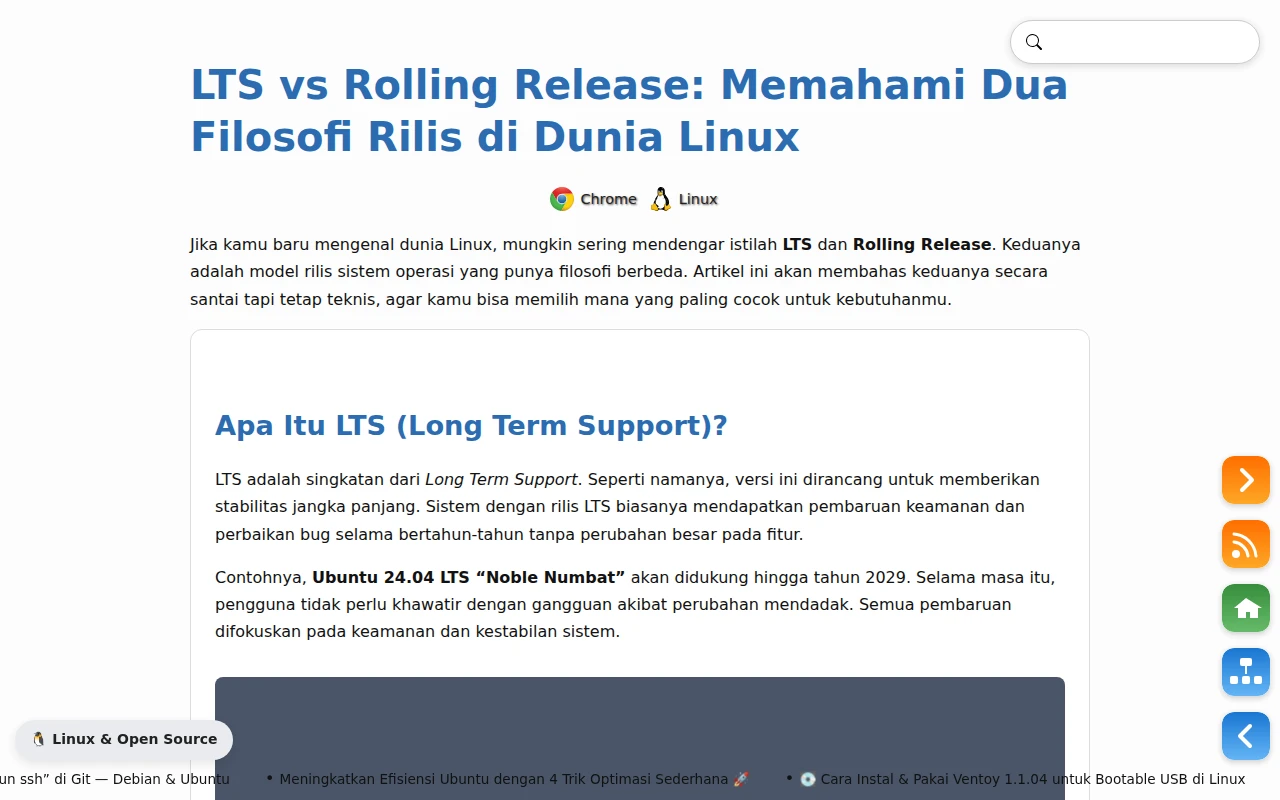 LTS vs Rolling Release: Memahami Dua
Filosofi Rilis di Dunia Linux
Chrome Linux
Jika kamu baru mengenal dunia Linux, mungkin sering mendengar istilah LTS dan Rolling Release. Keduanya
adalah model rilis sistem operasi yang punya filosofi berbeda. Artikel ini akan membahas keduanya secara
santai tapi tetap teknis, agar kamu bisa memilih mana yang paling cocok untuk kebutuhanmu.
Apa Itu LTS (Long Term Support)?
LTS adalah singkatan dari Long Term Support. Seperti namanya, versi ini dirancang untuk memberikan
stabilitas jangka panjang. Sistem dengan rilis LTS biasanya mendapatkan pembaruan keamanan dan
perbaikan bug selama bertahun-tahun tanpa perubahan besar pada fitur.
Contohnya, Ubuntu 24.04 LTS “Noble Numbat” akan didukung hingga tahun 2029. Selama masa itu,
pengguna tidak perlu khawatir dengan gangguan akibat perubahan mendadak. Semua pembaruan
difokuskan pada keamanan dan kestabilan sistem.
🐧 Linux & Open Source
un ssh” di Git — Debian & Ubuntu • Meningkatkan Efisiensi Ubuntu dengan 4 Trik Optimasi Sederhana 🚀 • 💽 Cara Instal & Pakai Ventoy 1.1.04 untuk Bootable USB di Linux